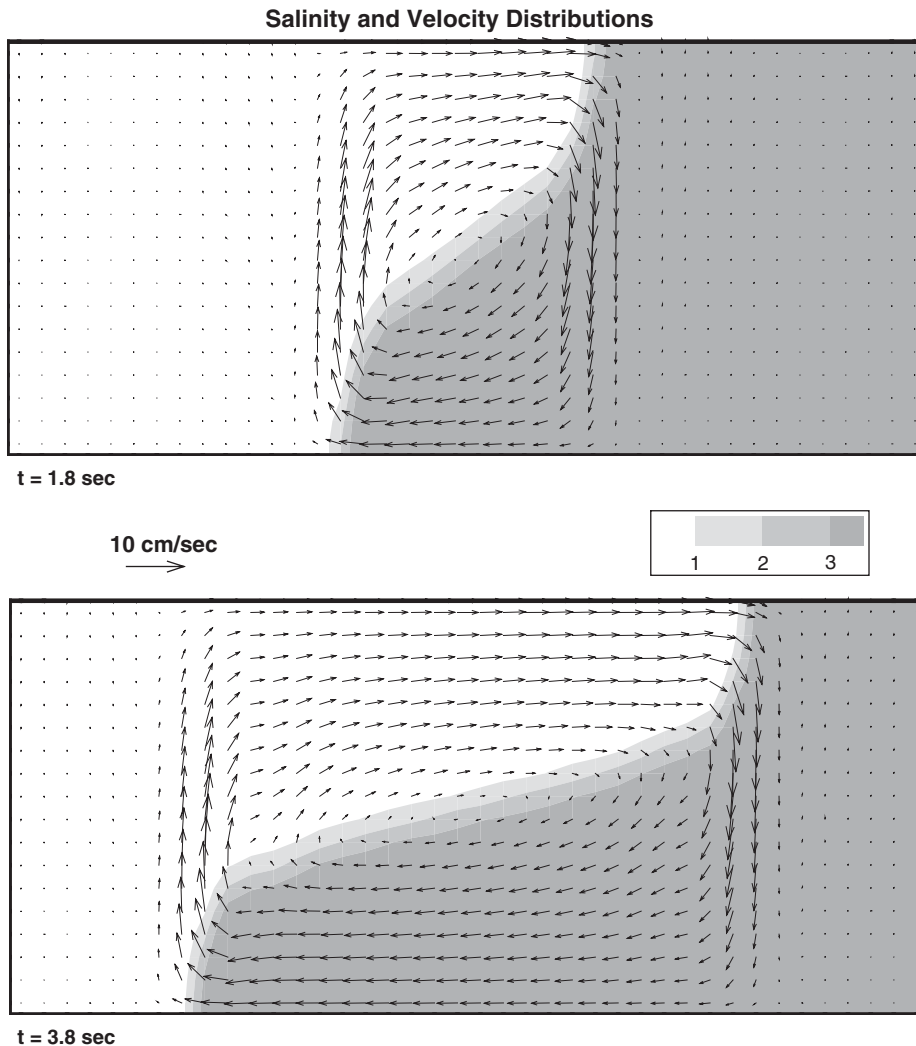 Salinity and Velocity Distributions
t = 1.8 sec
10 cm/sec
1 2 3
t = 3.8 sec